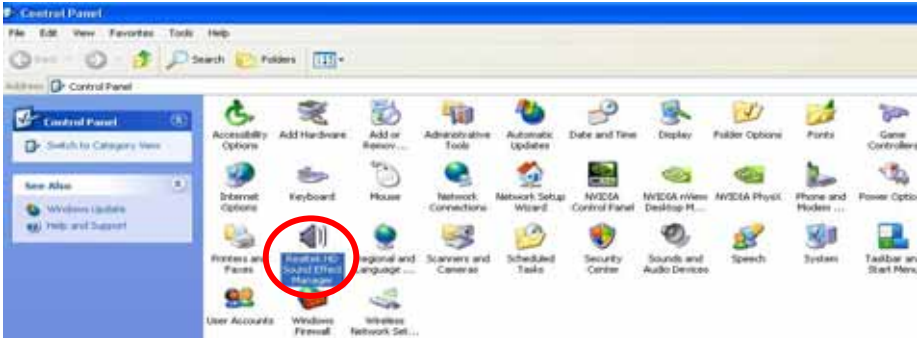 Control Panel
File Edit View Favorites Tools Help
Back Search Folders
Address Control Panel
Control Panel
Switch to Category View
See Also
Windows Update
Help and Support
Accessibility Options
Add Hardware
Add or Remov...
Administrative Tools
Automatic Updates
Date and Time
Display
Folder Options
Fonts
Game Controllers
Internet Options
Keyboard
Mouse
Network Connections
Network Setup Wizard
NVIDIA Control Panel
NVIDIA nView Desktop M...
NVIDIA PhysX
Phone and Modem ...
Power Optio
Printers and Faxes
Realtek HD Sound Effect Manager
Regional and Language ...
Scanners and Cameras
Scheduled Tasks
Security Center
Sounds and Audio Devices
Speech
System
Taskbar an
Start Menu
User Accounts
Windows Firewall
Wireless Network Set...